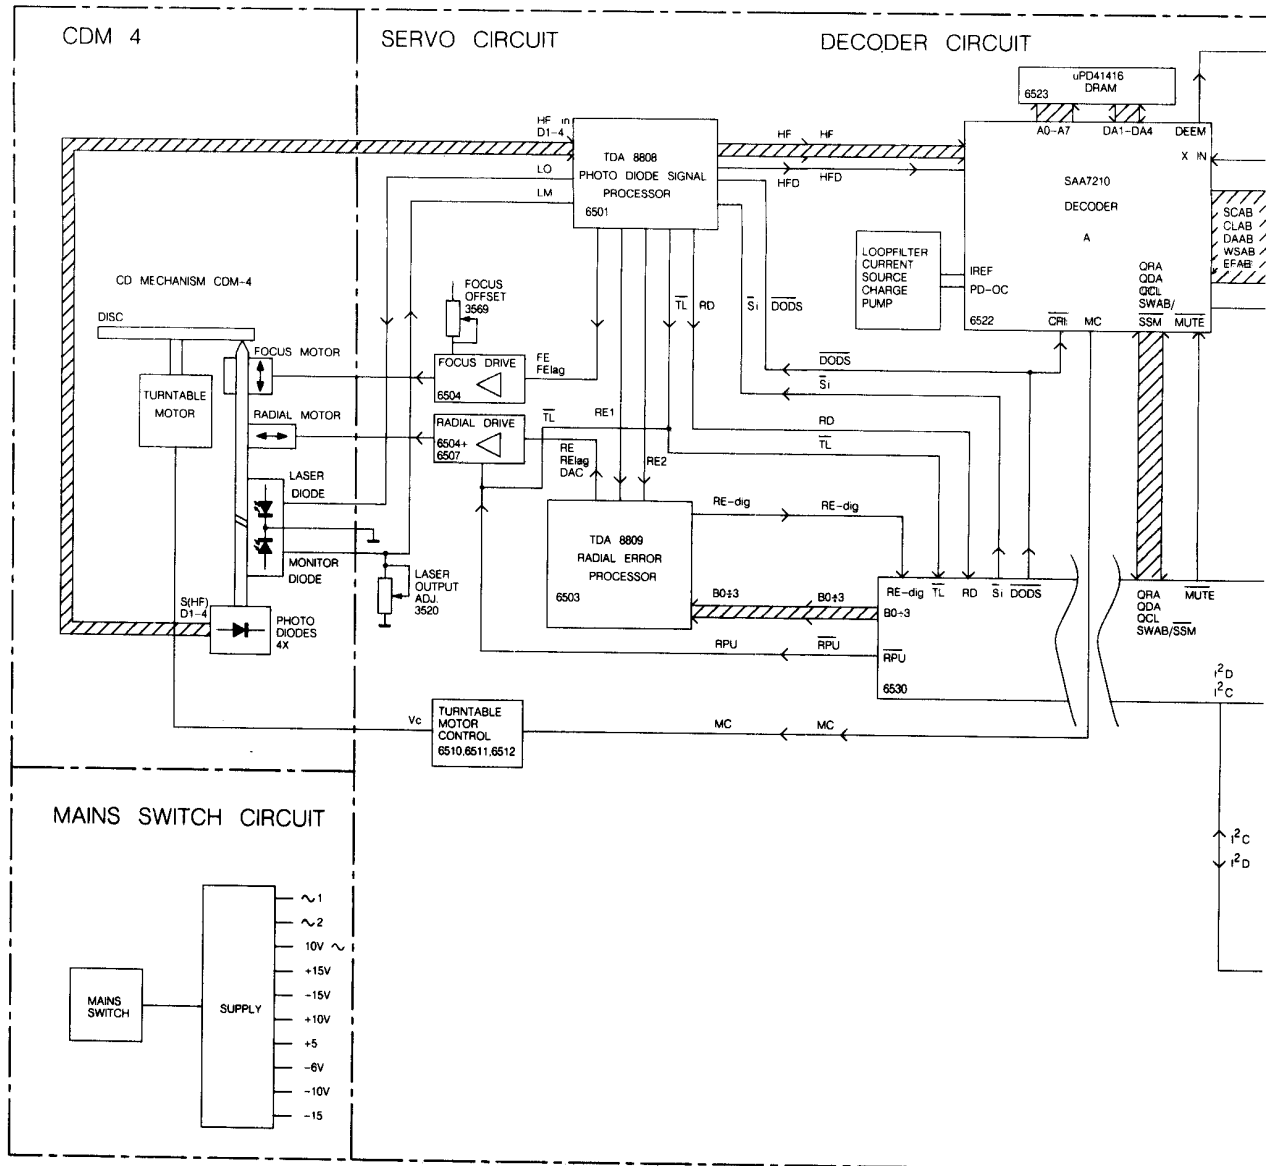 CDM 4
SERVO CIRCUIT
DECODER CIRCUIT
uPD41416
DRAM
6523
A0-A7
DA1-DA4
DEEM
X IN
HF in
D1-4
LO
LM
TDA 8808
PHOTO DIODE SIGNAL
PROCESSOR
6501
HF
HF
HFD
HFD
SAA7210
DECODER
A
SCAB
CLAB
DAAB
WSAB
EFAB
LOOPFILTER
CURRENT
SOURCE
CHARGE
PUMP
IREF
PD-OC
6522
QRA
QDA
QCL
SWAB/
CRI
MC
SSM
MUTE
CD MECHANISM CDM-4
DISC
FOCUS MOTOR
TURNTABLE
MOTOR
RADIAL MOTOR
LASER
DIODE
MONITOR
DIODE
S(HF)
D1-4
PHOTO
DIODES
4X
FOCUS
OFFSET
3569
FOCUS DRIVE
6504
FE
FElag
RADIAL DRIVE
6504+
6507
TL
RE
RElag
DAC
RE1
RE2
TL
RD
Si
DODS
DODS
Si
RD
TL
LASER
OUTPUT
ADJ.
3520
TDA 8809
RADIAL ERROR
PROCESSOR
6503
RE-dig
RE-dig
B0÷3
B0÷3
RPU
RPU
RE-dig
TL
RD
Si
DODS
B0÷3
RPU
6530
QRA
QDA
QCL
SWAB/SSM
MUTE
I²D
I²C
Vc
TURNTABLE
MOTOR
CONTROL
6510,6511,6512
MC
MC
I²C
I²D
MAINS SWITCH CIRCUIT
MAINS
SWITCH
SUPPLY
∼1
∼2
10V ∼
+15V
-15V
+10V
+5
-6V
-10V
-15